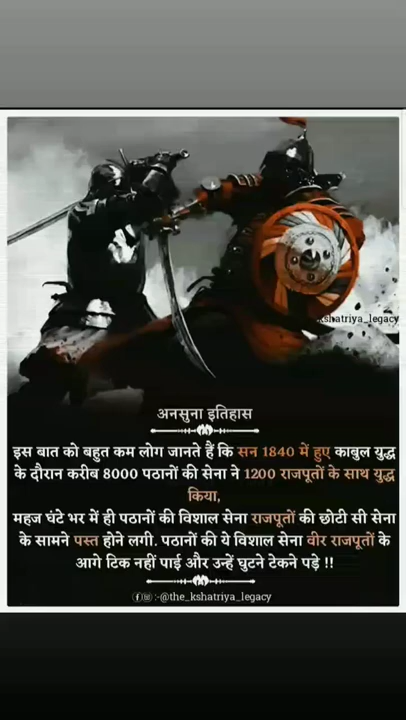 kshatriya_legacy
अनसुना इतिहास
इस बात को बहुत कम लोग जानते हैं कि सन 1840 में हुए काबुल युद्ध
के दौरान करीब 8000 पठानों की सेना ने 1200 राजपूतों के साथ युद्ध
किया,
महज घंटे भर में ही पठानों की विशाल सेना राजपूतों की छोटी सी सेना
के सामने पस्त होने लगी. पठानों की ये विशाल सेना वीर राजपूतों के
आगे टिक नहीं पाई और उन्हें घुटने टेकने पड़े !!
:-@the_kshatriya_legacy